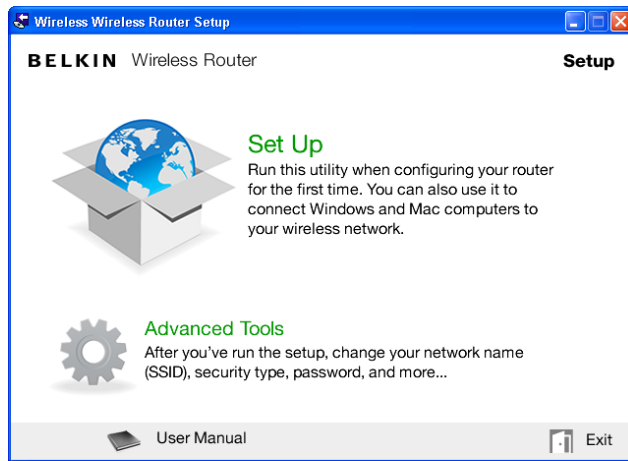 Wireless Wireless Router Setup
BELKIN Wireless Router
Setup
Set Up
Run this utility when configuring your router
for the first time. You can also use it to
connect Windows and Mac computers to
your wireless network.
Advanced Tools
After you've run the setup, change your network name
(SSID), security type, password, and more...
User Manual
Exit